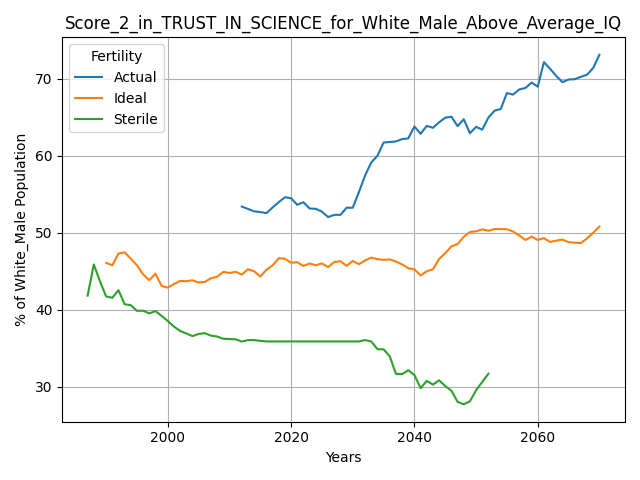 Score_2_in_TRUST_IN_SCIENCE_for_White_Male_Above_Average_IQ
Fertility
Actual
Ideal
Sterile
70
60
50
40
30
% of White_Male Population
2000
2020
2040
2060
Years